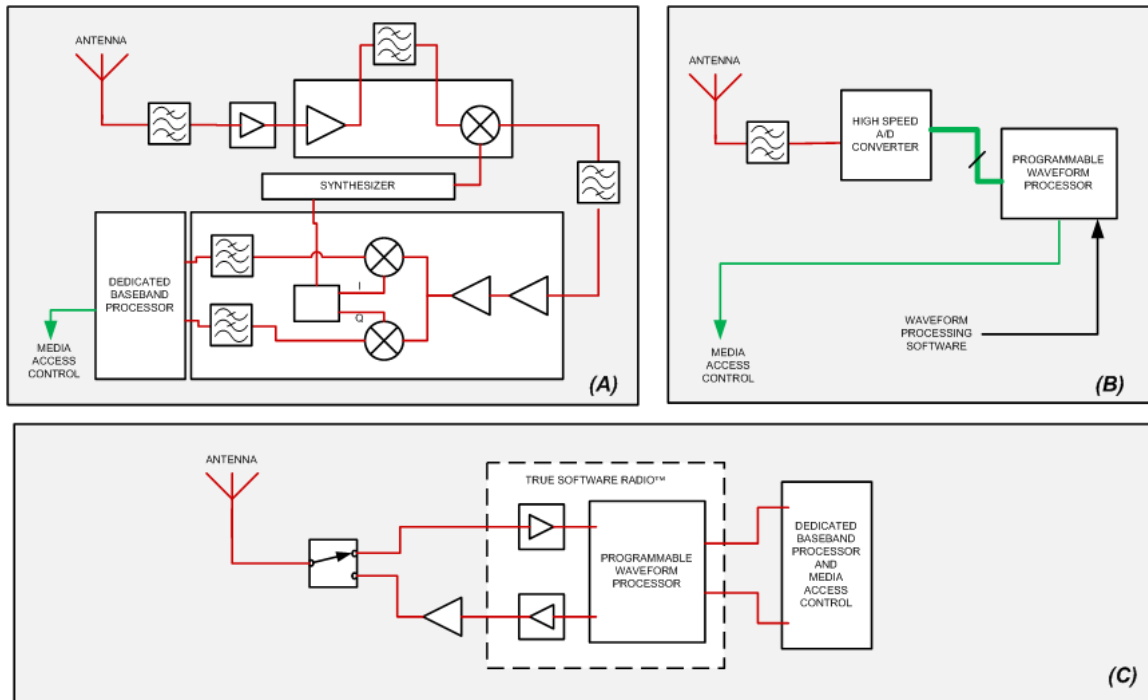 ANTENNA
SYNTHESIZER
DEDICATED
BASEBAND
PROCESSOR
I
Q
MEDIA
ACCESS
CONTROL
(A)
ANTENNA
HIGH SPEED
A/D
CONVERTER
PROGRAMMABLE
WAVEFORM
PROCESSOR
WAVEFORM
PROCESSING
SOFTWARE
MEDIA
ACCESS
CONTROL
(B)
ANTENNA
TRUE SOFTWARE RADIO™
PROGRAMMABLE
WAVEFORM
PROCESSOR
DEDICATED
BASEBAND
PROCESSOR
AND
MEDIA
ACCESS
CONTROL
(C)